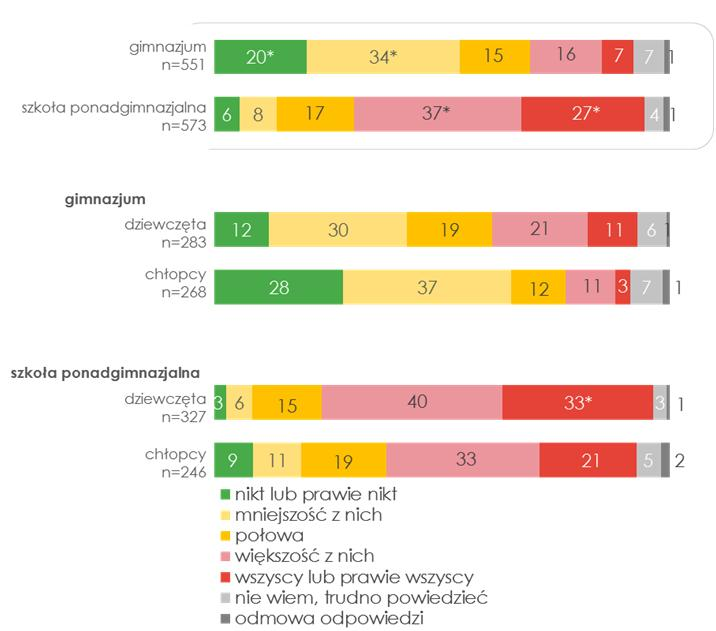 gimnazjum
n=551
20* 34* 15 16 7 7 1
szkoła ponadgimnazjalna
n=573
6 8 17 37* 27* 4 1
gimnazjum
dziewczęta
n=283
12 30 19 21 11 6 1
chłopcy
n=268
28 37 12 11 3 7 1
szkoła ponadgimnazjalna
dziewczęta
n=327
3 6 15 40 33* 3 1
chłopcy
n=246
9 11 19 33 21 5 2
nikt lub prawie nikt
mniejszość z nich
połowa
większość z nich
wszyscy lub prawie wszyscy
nie wiem, trudno powiedzieć
odmowa odpowiedzi